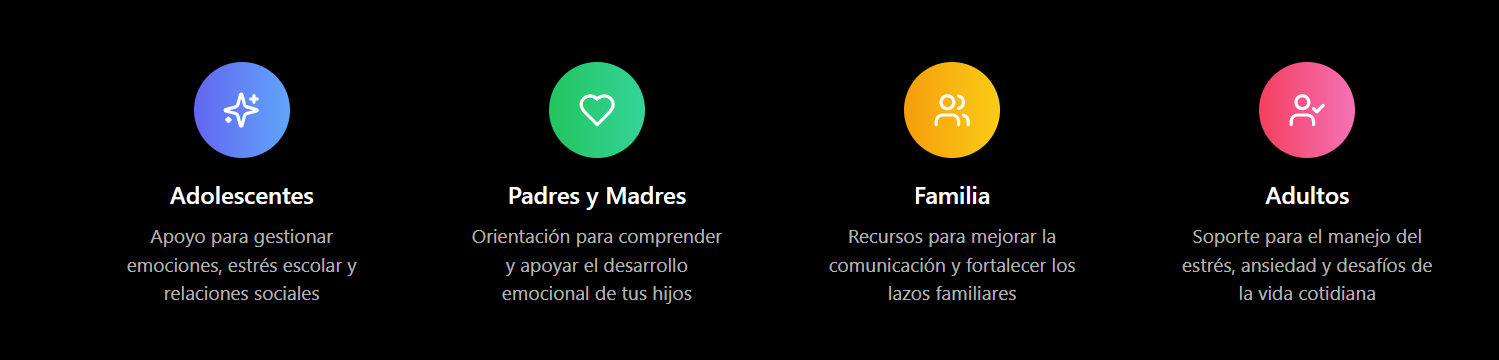 Adolescentes
Apoyo para gestionar
emociones, estrés escolar y
relaciones sociales
Padres y Madres
Orientación para comprender
y apoyar el desarrollo
emocional de tus hijos
Familia
Recursos para mejorar la
comunicación y fortalecer los
lazos familiares
Adultos
Soporte para el manejo del
estrés, ansiedad y desafíos de
la vida cotidiana